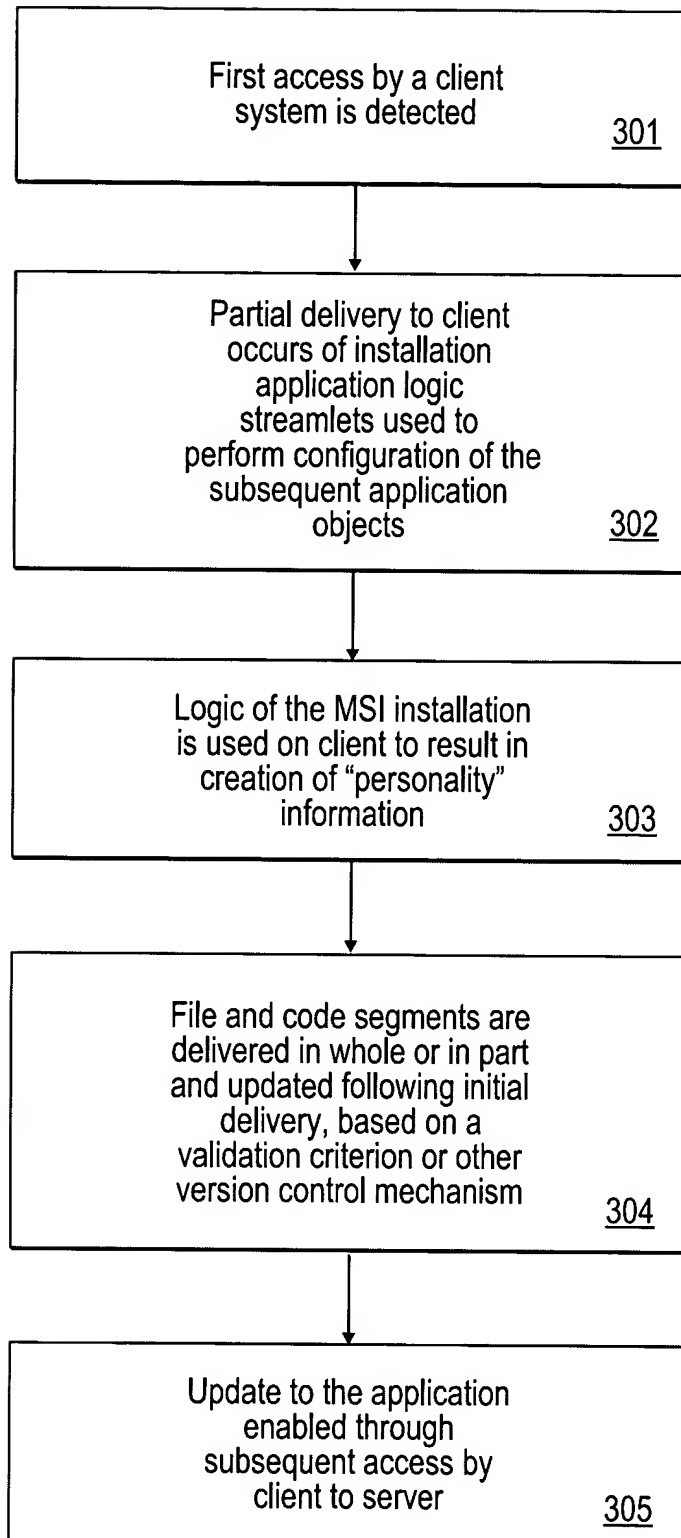 First access by a client
system is detected
301
Partial delivery to client
occurs of installation
application logic
streamlets used to
perform configuration of the
subsequent application
objects
302
Logic of the MSI installation
is used on client to result in
creation of “personality”
information
303
File and code segments are
delivered in whole or in part
and updated following initial
delivery, based on a
validation criterion or other
version control mechanism
304
Update to the application
enabled through
subsequent access by
client to server
305